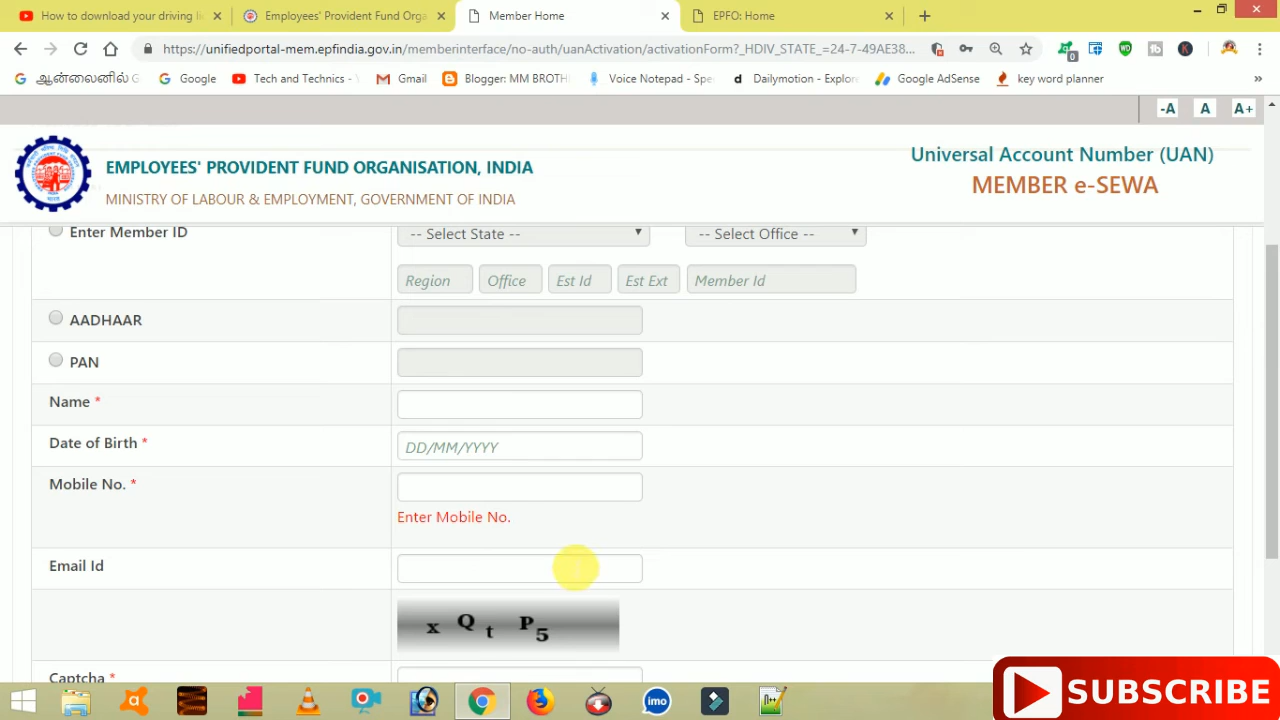 How to download your driving li
Employees' Provident Fund Orga
Member Home
EPFO: Home
https://unifiedportal-mem.epfindia.gov.in/memberinterface/no-auth/uanActivation/activationForm?_HDIV_STATE_=24-7-49AE38...
ஆன்லைனில் G
Google
Tech and Technics -
Gmail
Blogger: MM BROTH
Voice Notepad - Spe
Dailymotion - Explor
Google AdSense
key word planner
»
-A A A+
EMPLOYEES' PROVIDENT FUND ORGANISATION, INDIA
MINISTRY OF LABOUR & EMPLOYMENT, GOVERNMENT OF INDIA
Universal Account Number (UAN)
MEMBER e-SEWA
Enter Member ID
-- Select State --
-- Select Office --
Region
Office
Est Id
Est Ext
Member Id
AADHAAR
PAN
Name *
Date of Birth *
DD/MM/YYYY
Mobile No. *
Enter Mobile No.
Email Id
x Q t P 5
Captcha *
imo
SUBSCRIBE